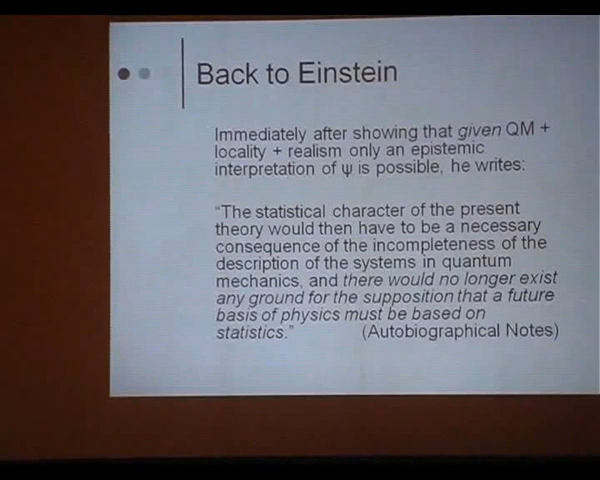 Back to Einstein
Immediately after showing that given QM +
locality + realism only an epistemic
interpretation of ψ is possible, he writes:
“The statistical character of the present
theory would then have to be a necessary
consequence of the incompleteness of the
description of the systems in quantum
mechanics, and there would no longer exist
any ground for the supposition that a future
basis of physics must be based on
statistics.” (Autobiographical Notes)